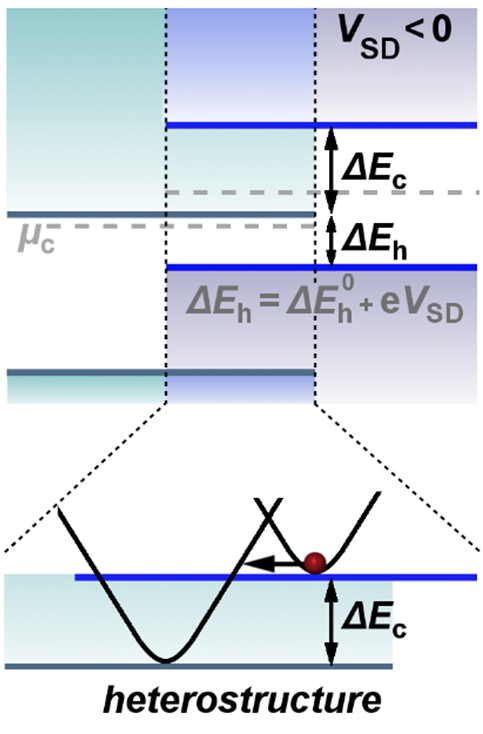 V_SD < 0
ΔE_c
μ_c
ΔE_h
ΔE_h = ΔE_h^0 + eV_SD
ΔE_c
heterostructure